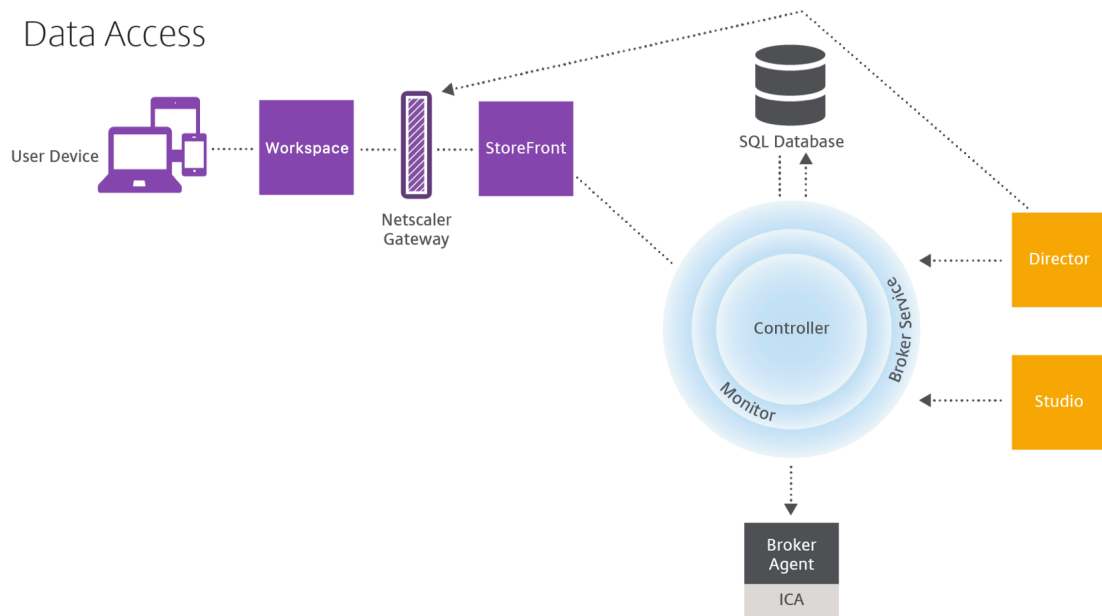 Data Access
User Device
Workspace
Netscaler
Gateway
StoreFront
SQL Database
Director
Broker Service
Controller
Monitor
Studio
Broker
Agent
ICA